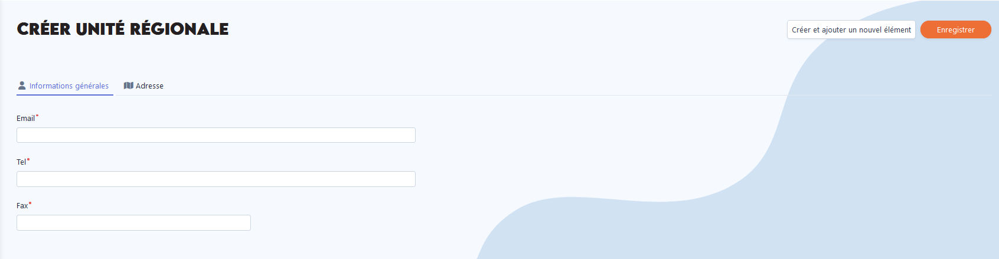 CRÉER UNITÉ RÉGIONALE
Créer et ajouter un nouvel élément
Enregistrer
Informations générales
Adresse
Email
Tel
Fax